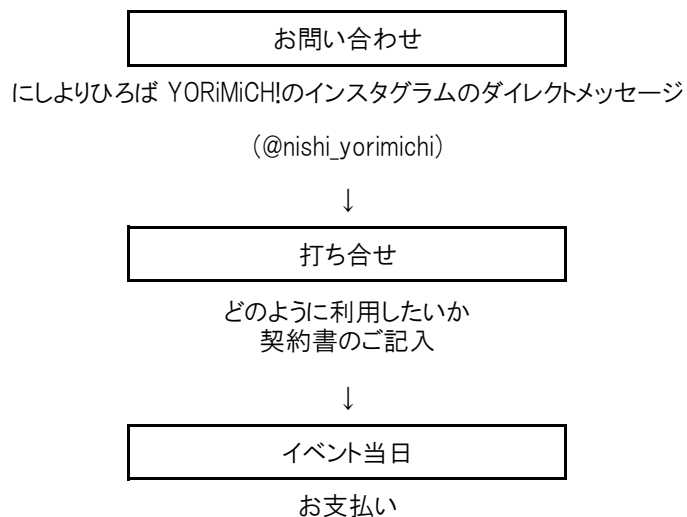 お問い合わせ
にしよりひろば YORiMiCH!のインスタグラムのダイレクトメッセージ
（@nishi_yorimichi）
↓
打ち合せ
どのように利用したいか
契約書のご記入
↓
イベント当日
お支払い